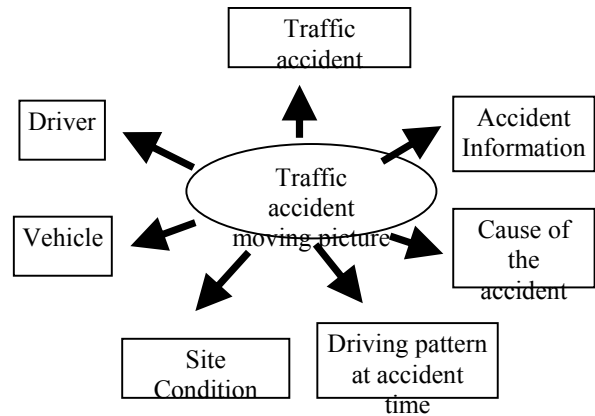 Traffic
accident
Driver
Accident
Information
Traffic
accident
moving picture
Vehicle
Cause of
the
accident
Site
Condition
Driving pattern
at accident
time